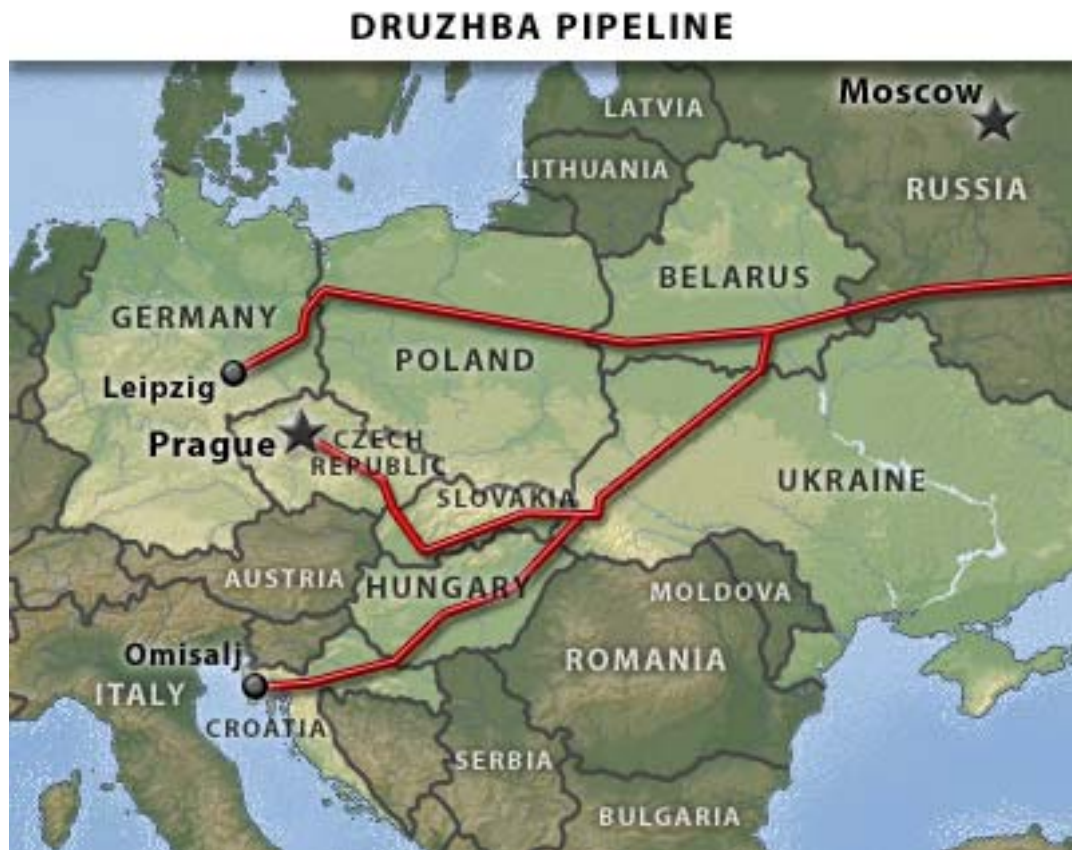 DRUZHBA PIPELINE
Moscow
LATVIA
LITHUANIA
RUSSIA
BELARUS
GERMANY
POLAND
Leipzig
Prague
CZECH
REPUBLIC
SLOVAKIA
UKRAINE
AUSTRIA
HUNGARY
MOLDOVA
Omisalj
ROMANIA
ITALY
CROATIA
SERBIA
BULGARIA